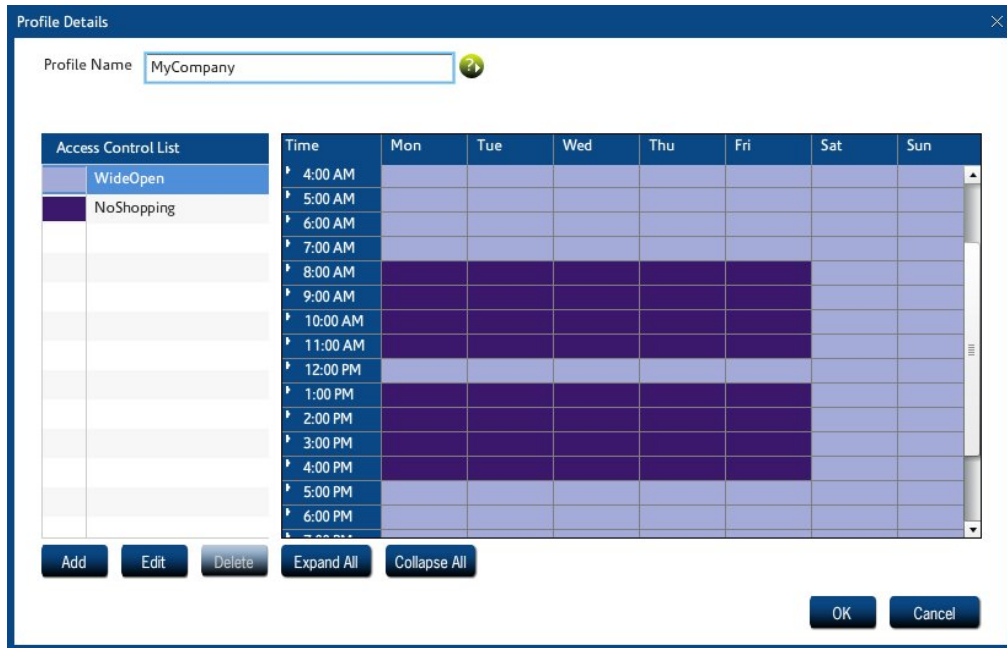 Profile Details
Profile Name MyCompany
Access Control List
WideOpen
NoShopping
Time Mon Tue Wed Thu Fri Sat Sun
4:00 AM
5:00 AM
6:00 AM
7:00 AM
8:00 AM
9:00 AM
10:00 AM
11:00 AM
12:00 PM
1:00 PM
2:00 PM
3:00 PM
4:00 PM
5:00 PM
6:00 PM
Add Edit Delete Expand All Collapse All
OK Cancel